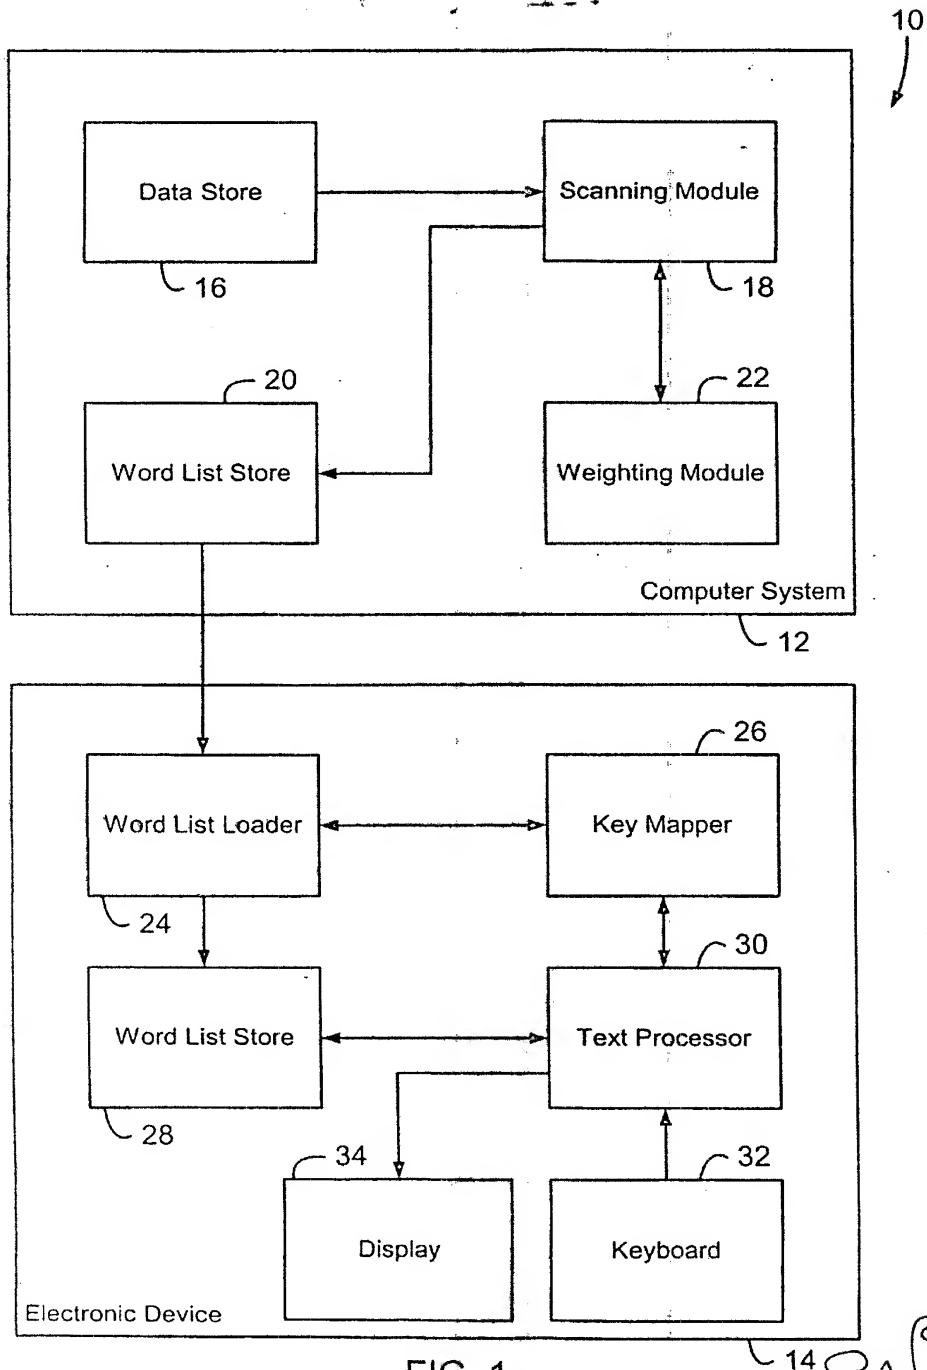 10
Data Store
Scanning Module
16
18
20
22
Word List Store
Weighting Module
Computer System
12
26
Word List Loader
Key Mapper
24
30
Word List Store
Text Processor
28
34
32
Display
Keyboard
Electronic Device
14